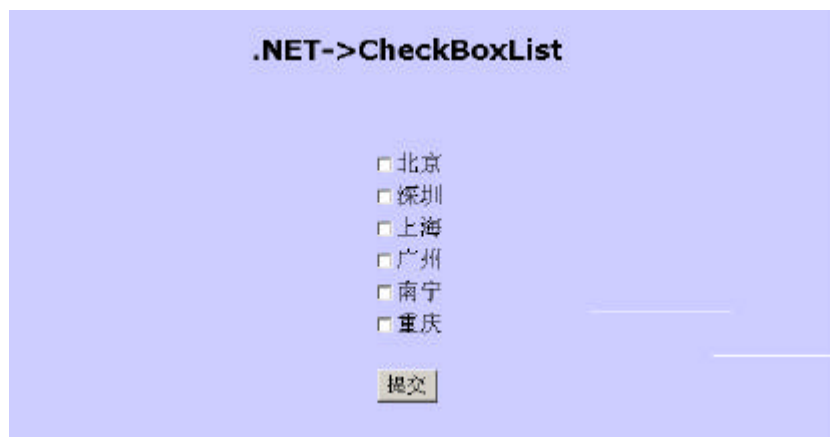 .NET->CheckBoxList
北京
深圳
上海
广州
南宁
重庆
提交